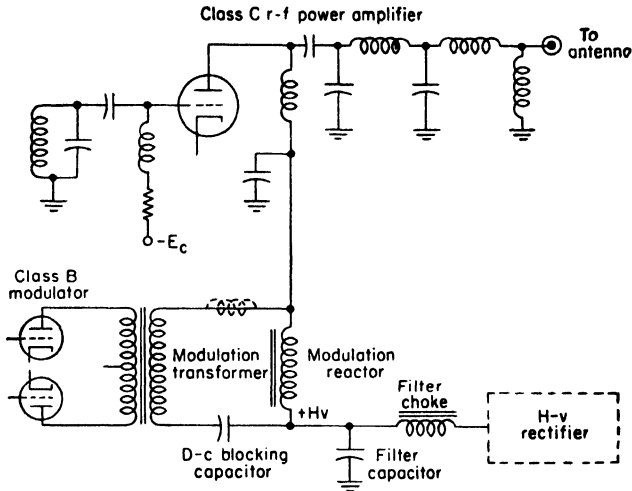 Class C r-f power amplifier
To
antenna
-Ec
Class B
modulator
Modulation
transformer
Modulation
reactor
+Hv
Filter
choke
H-v
rectifier
D-c blocking
capacitor
Filter
capacitor